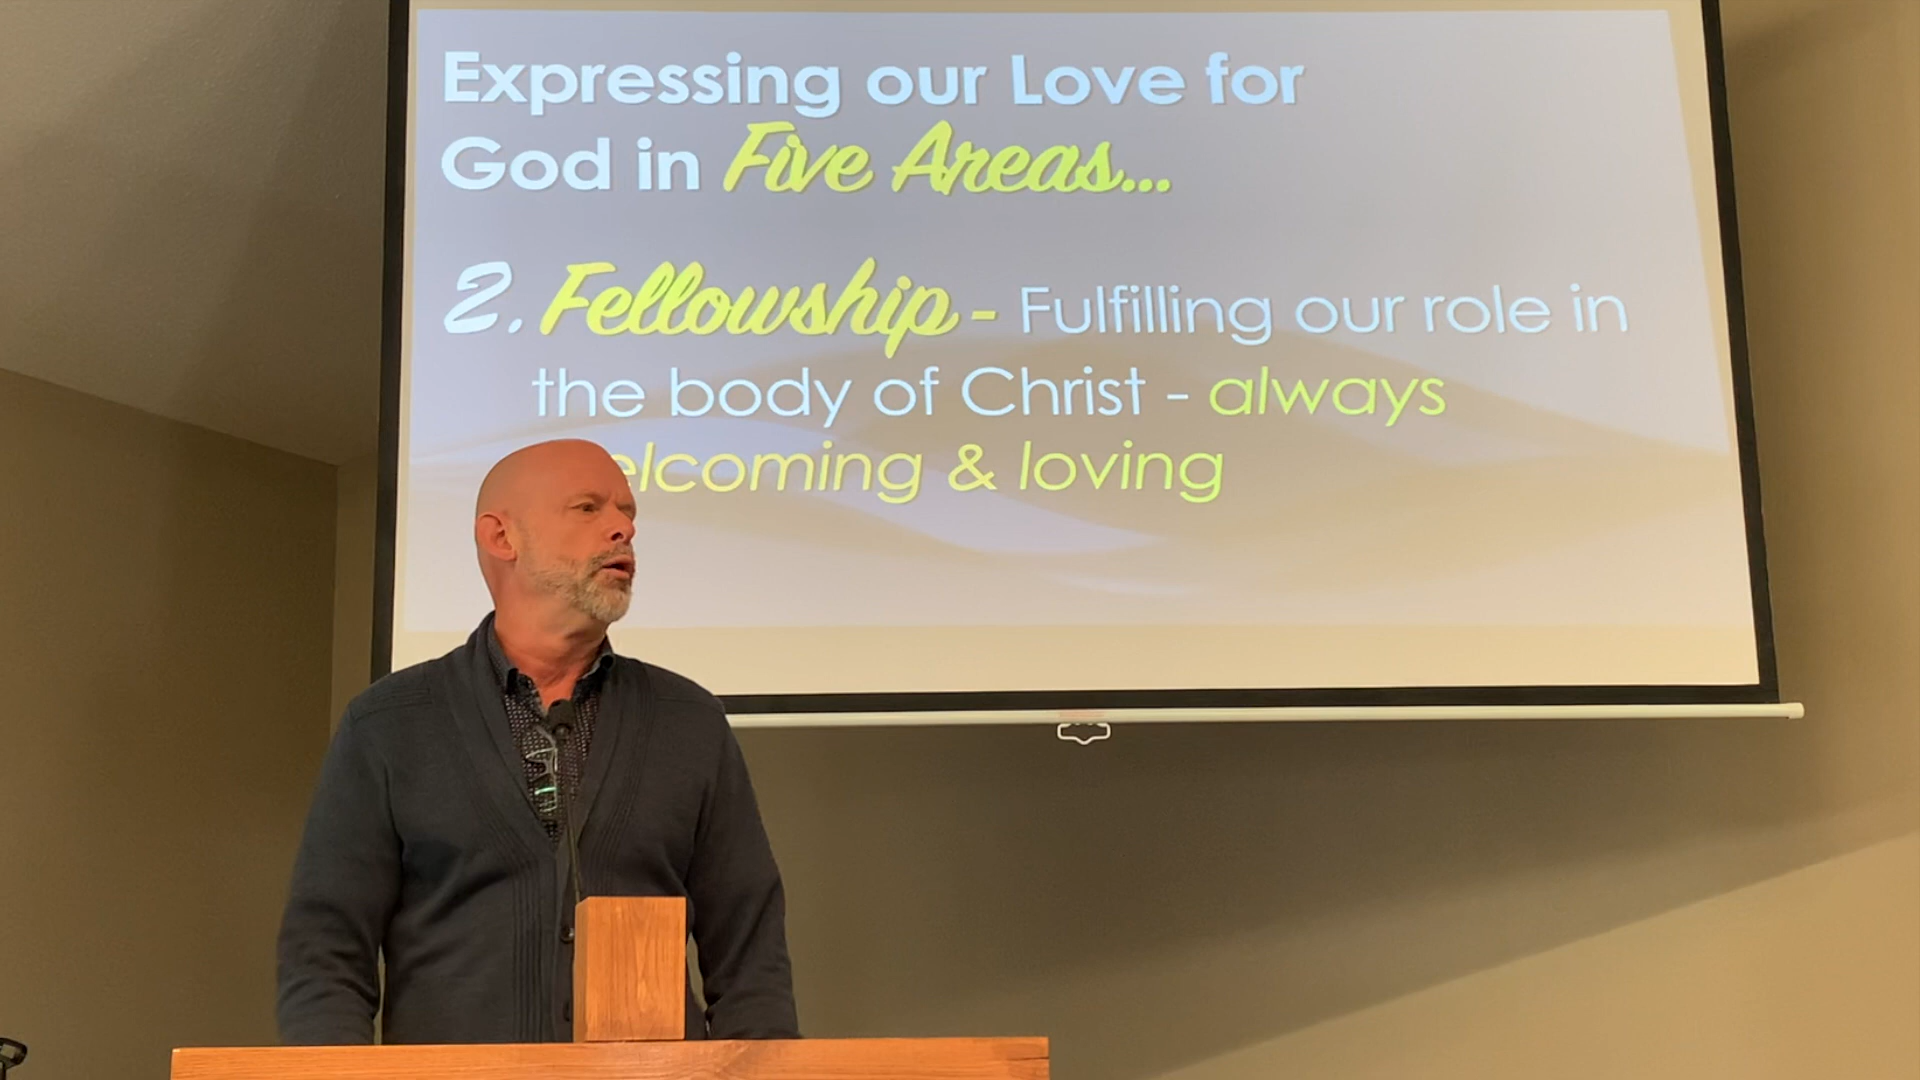 Expressing our Love for
God in Five Areas...
2. Fellowship - Fulfilling our role in
the body of Christ - always
elcoming & loving